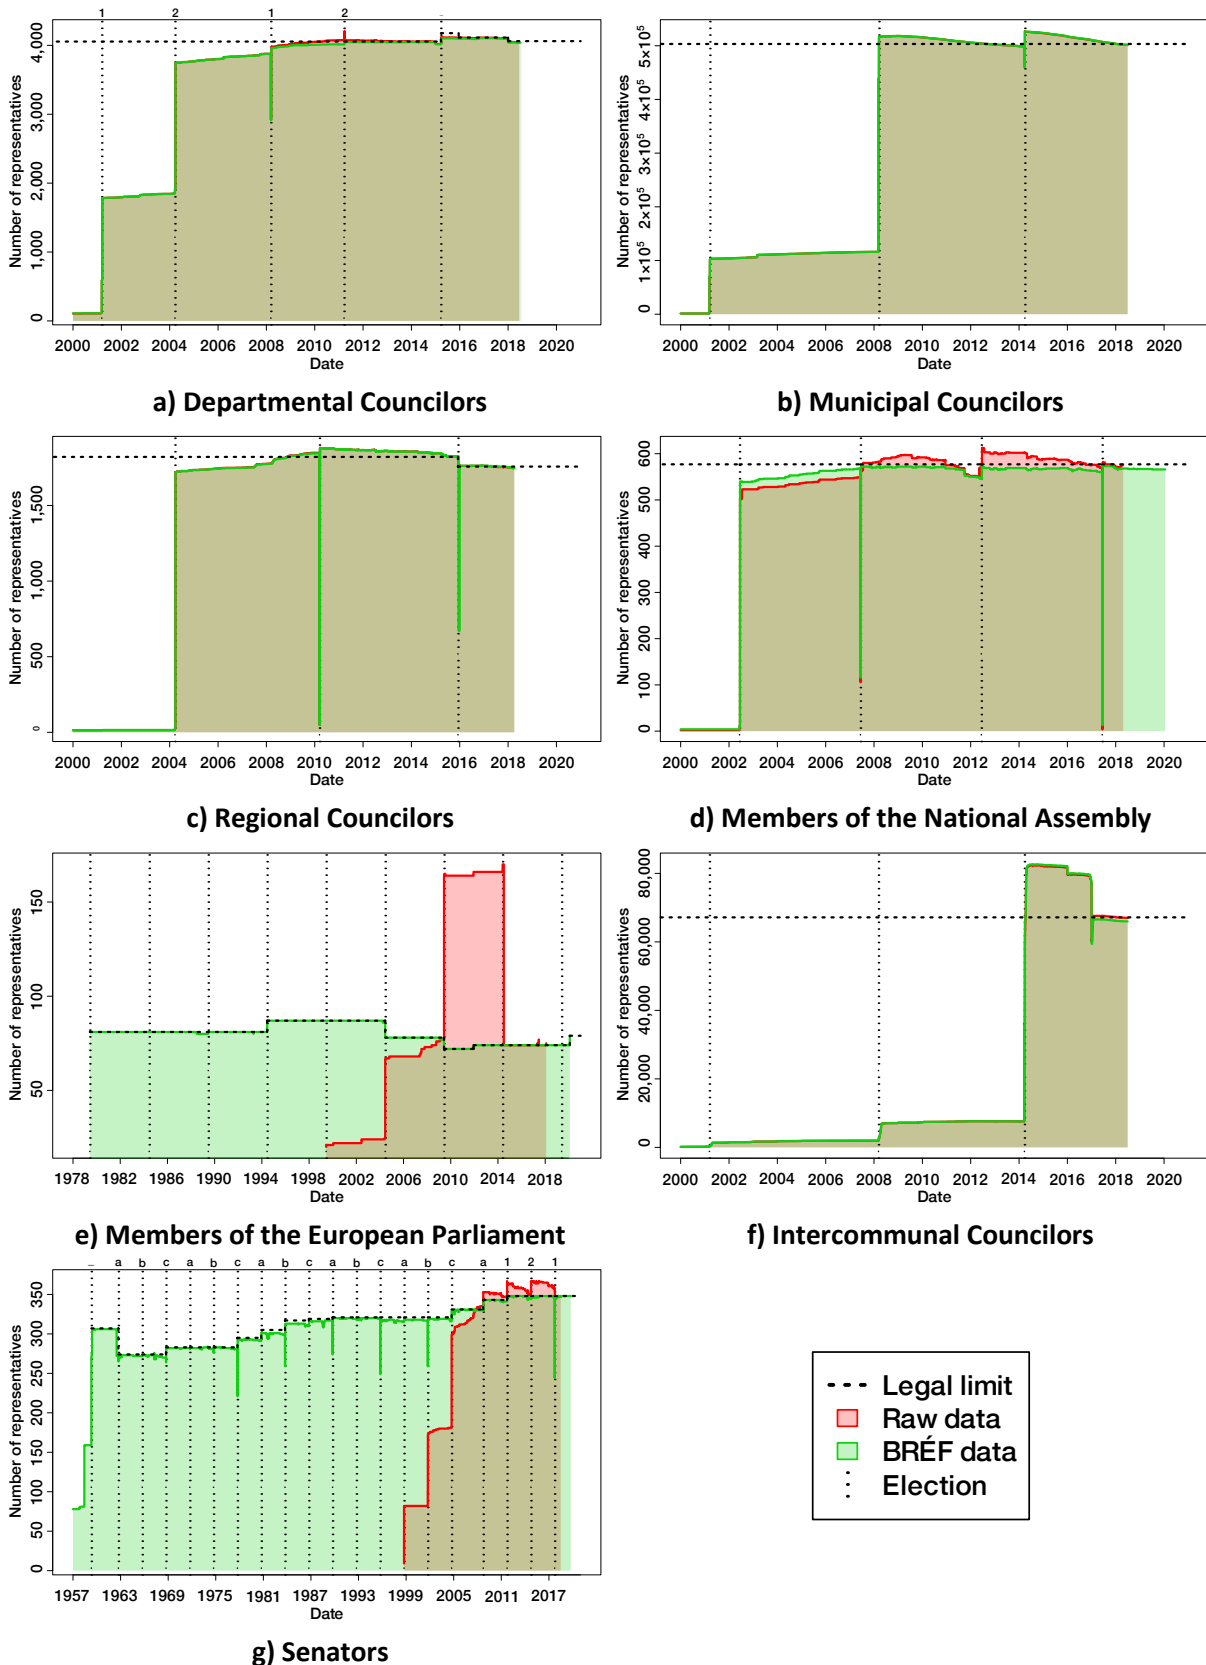 1 2 1 2 _
Number of representatives
0 1,000 2,000 3,000 4,000
2000 2002 2004 2006 2008 2010 2012 2014 2016 2018 2020
Date
a) Departmental Councilors
Number of representatives
0 1×10⁵ 2×10⁵ 3×10⁵ 4×10⁵ 5×10⁵
2000 2002 2004 2006 2008 2010 2012 2014 2016 2018 2020
Date
b) Municipal Councilors
Number of representatives
0 500 1,000 1,500
2000 2002 2004 2006 2008 2010 2012 2014 2016 2018 2020
Date
c) Regional Councilors
Number of representatives
0 100 200 300 400 500 600
2000 2002 2004 2006 2008 2010 2012 2014 2016 2018 2020
Date
d) Members of the National Assembly
Number of representatives
50 100 150
1978 1982 1986 1990 1994 1998 2002 2006 2010 2014 2018
Date
e) Members of the European Parliament
Number of representatives
0 20,000 40,000 60,000 80,000
2000 2002 2004 2006 2008 2010 2012 2014 2016 2018 2020
Date
f) Intercommunal Councilors
_ a b c a b c a b c a b c a b c a 1 2 1
Number of representatives
0 50 100 150 200 250 300 350
1957 1963 1969 1975 1981 1987 1993 1999 2005 2011 2017
Date
g) Senators
Legal limit
Raw data
BRÉF data
Election